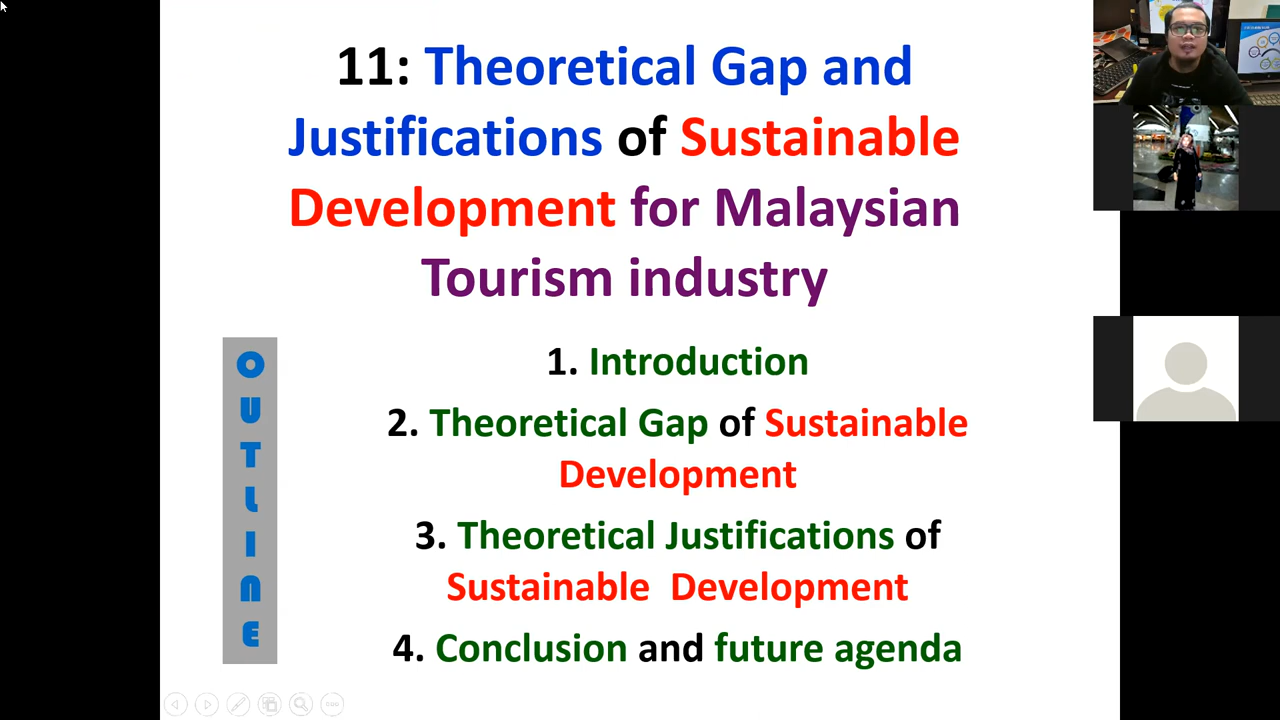 11: Theoretical Gap and
Justifications of Sustainable
Development for Malaysian
Tourism industry
OUTLINE
1. Introduction
2. Theoretical Gap of Sustainable
Development
3. Theoretical Justifications of
Sustainable Development
4. Conclusion and future agenda